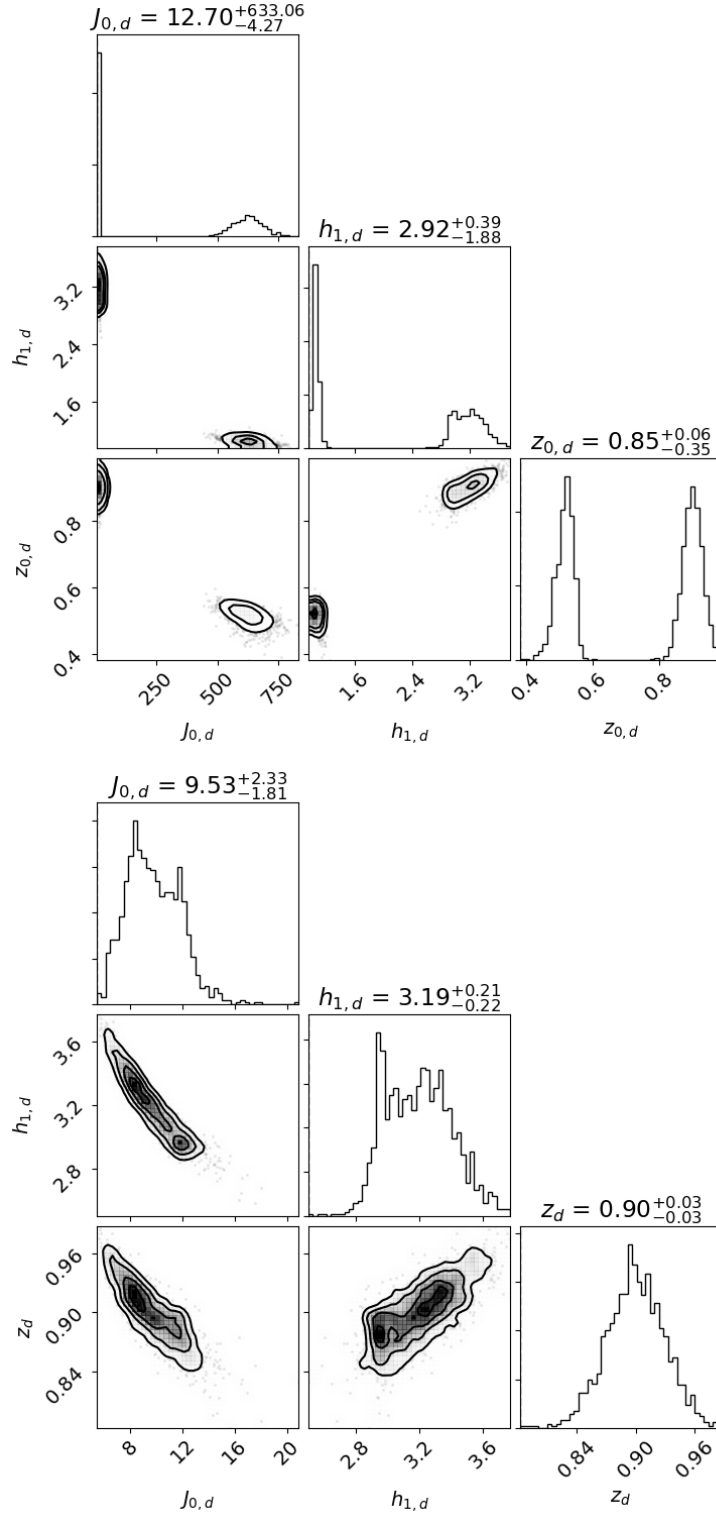 J_{0,d} = 12.70^{+633.06}_{-4.27}
h_{1,d} = 2.92^{+0.39}_{-1.88}
z_{0,d} = 0.85^{+0.06}_{-0.35}
h_{1,d}
3.2
2.4
1.6
z_{0,d}
0.8
0.6
0.4
250 500 750
J_{0,d}
1.6 2.4 3.2
h_{1,d}
0.4 0.6 0.8
z_{0,d}
J_{0,d} = 9.53^{+2.33}_{-1.81}
h_{1,d} = 3.19^{+0.21}_{-0.22}
z_d = 0.90^{+0.03}_{-0.03}
h_{1,d}
3.6
3.2
2.8
z_d
0.96
0.90
0.84
8 12 16 20
J_{0,d}
2.8 3.2 3.6
h_{1,d}
0.84 0.90 0.96
z_d